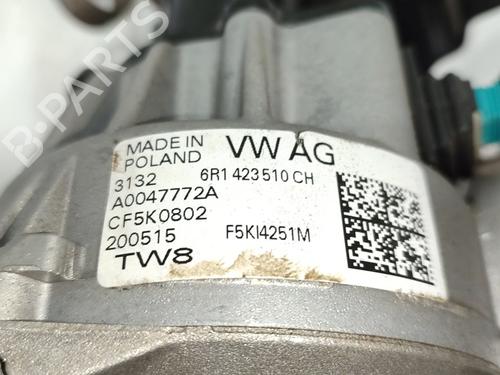 MADE IN
POLAND
VW AG
3132
6R1 423 510 CH
A0047772A
CF5K0802
200515
F5KI4251M
TW8
B-PARTS